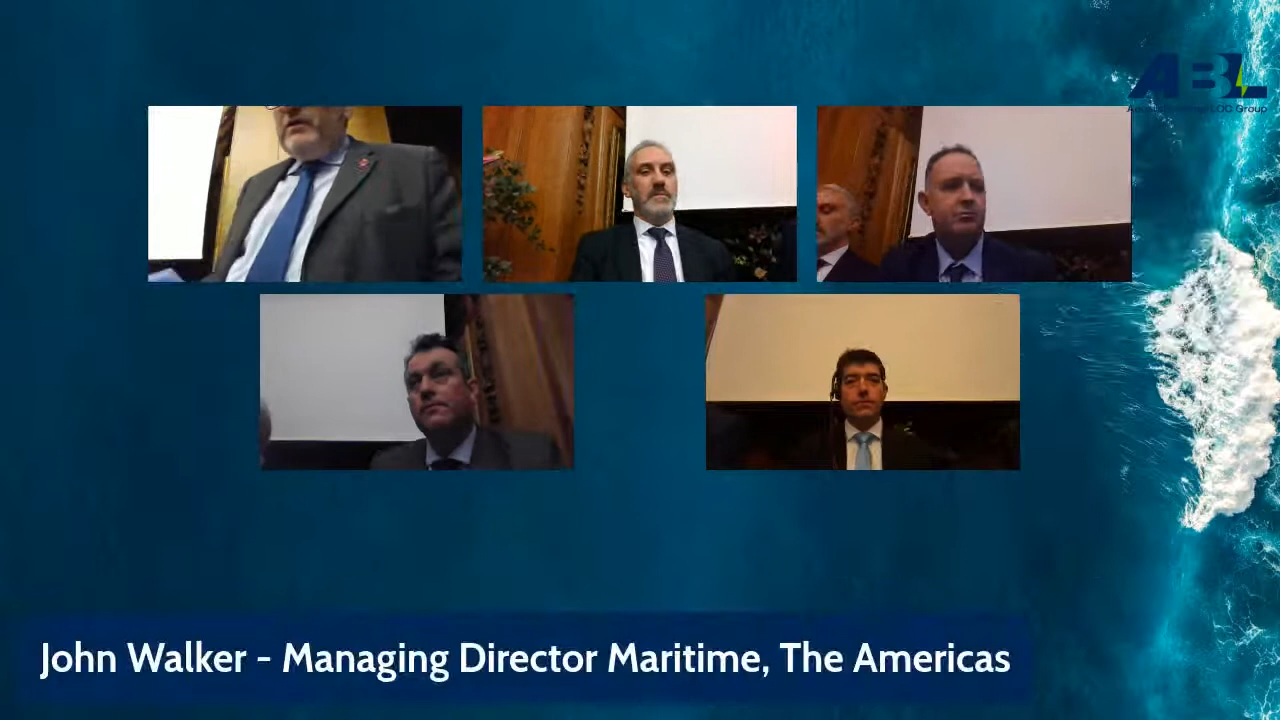 ABL
John Walker - Managing Director Maritime, The Americas